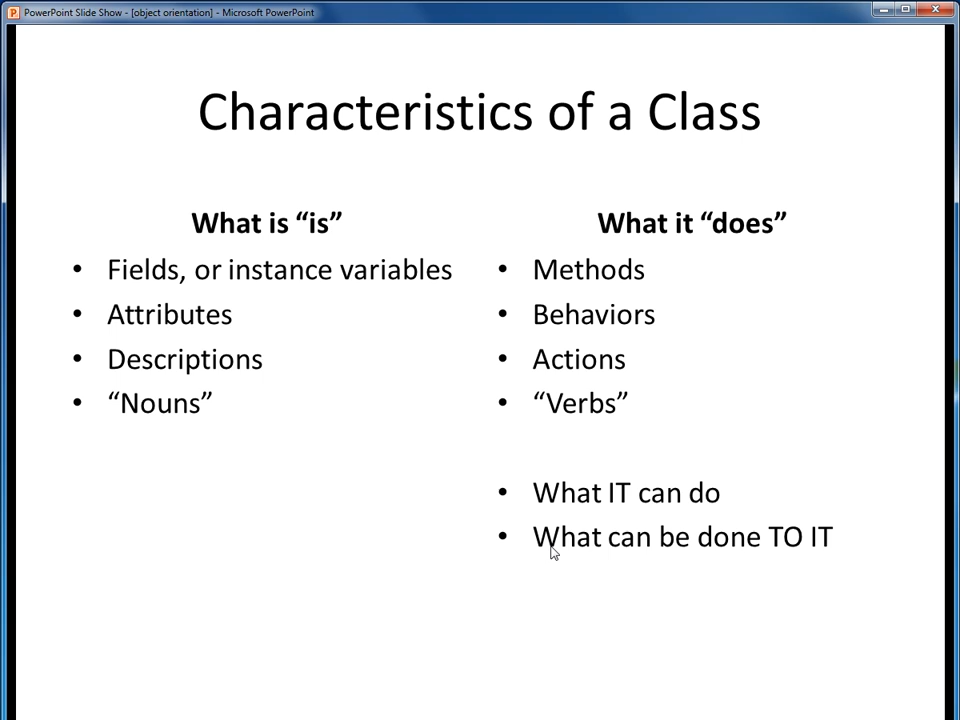 PowerPoint Slide Show - [object orientation] - Microsoft PowerPoint
Characteristics of a Class
What is “is”
• Fields, or instance variables
• Attributes
• Descriptions
• “Nouns”
What it “does”
• Methods
• Behaviors
• Actions
• “Verbs”
• What IT can do
• What can be done TO IT